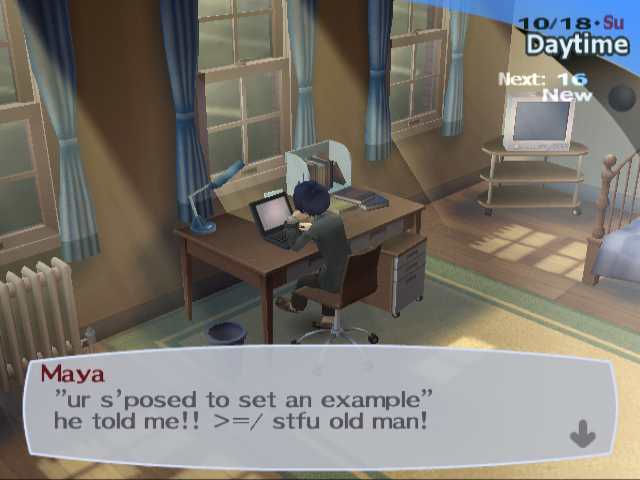 10/18·Su
Daytime
Next: 16
New
Maya
"ur s'posed to set an example"
he told me!! >=/ stfu old man!